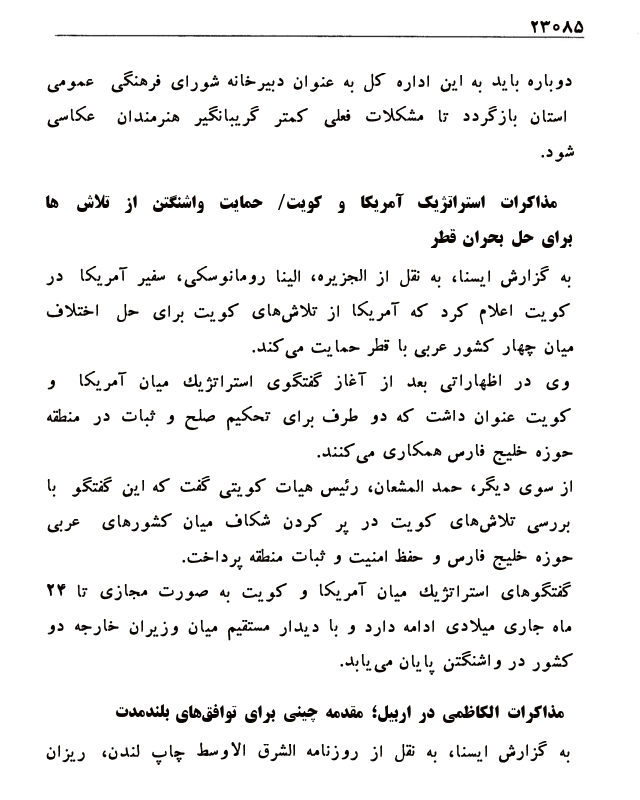 ۲۳۰۸۵
دوباره باید به این اداره کل به عنوان دبیرخانه شورای فرهنگی عمومی
استان بازگردد تا مشکلات فعلی کمتر گریبانگیر هنرمندان عکاسی
شود.
مذاکرات استراتژیک آمریکا و کویت/ حمایت واشنگتن از تلاش ها
برای حل بحران قطر
به گزارش ایسنا، به نقل از الجزیره، الینا رومانوسکی، سفیر آمریکا در
کویت اعلام کرد که آمریکا از تلاش‌های کویت برای حل اختلاف
میان چهار کشور عربی با قطر حمایت می‌کند.
وی در اظهاراتی بعد از آغاز گفتگوی استراتژیک میان آمریکا و
کویت عنوان داشت که دو طرف برای تحکیم صلح و ثبات در منطقه
حوزه خلیج فارس همکاری می‌کنند.
از سوی دیگر، حمد المشعان، رئیس هیات کویتی گفت که این گفتگو با
بررسی تلاش‌های کویت در پر کردن شکاف میان کشورهای عربی
حوزه خلیج فارس و حفظ امنیت و ثبات منطقه پرداخت.
گفتگوهای استراتژیک میان آمریکا و کویت به صورت مجازی تا ۲۴
ماه جاری میلادی ادامه دارد و با دیدار مستقیم میان وزیران خارجه دو
کشور در واشنگتن پایان می‌یابد.
مذاکرات الکاظمی در اربیل؛ مقدمه چینی برای توافق‌های بلندمدت
به گزارش ایسنا، به نقل از روزنامه الشرق الاوسط چاپ لندن، ریزان